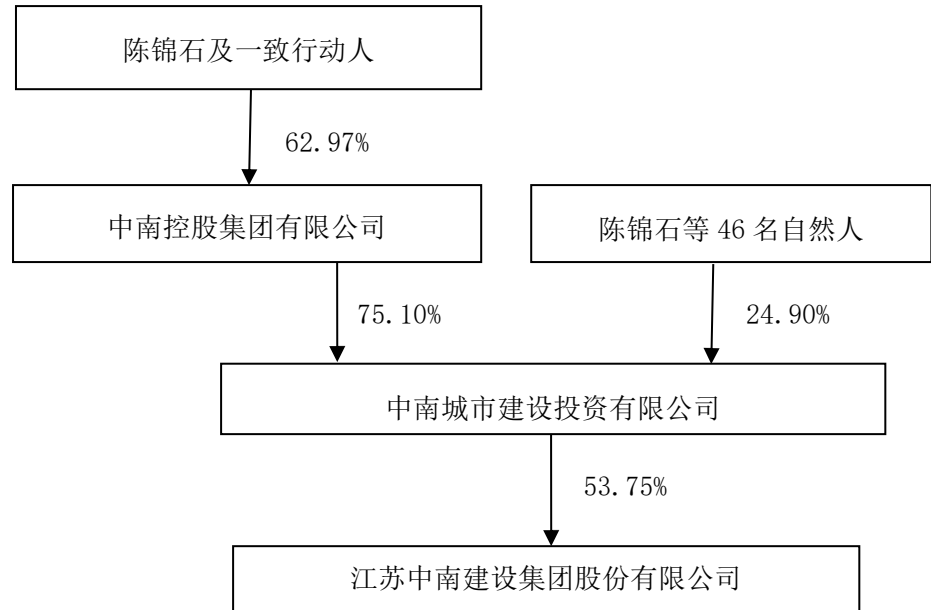 陈锦石及一致行动人
62.97%
中南控股集团有限公司
陈锦石等 46 名自然人
75.10%
24.90%
中南城市建设投资有限公司
53.75%
江苏中南建设集团股份有限公司